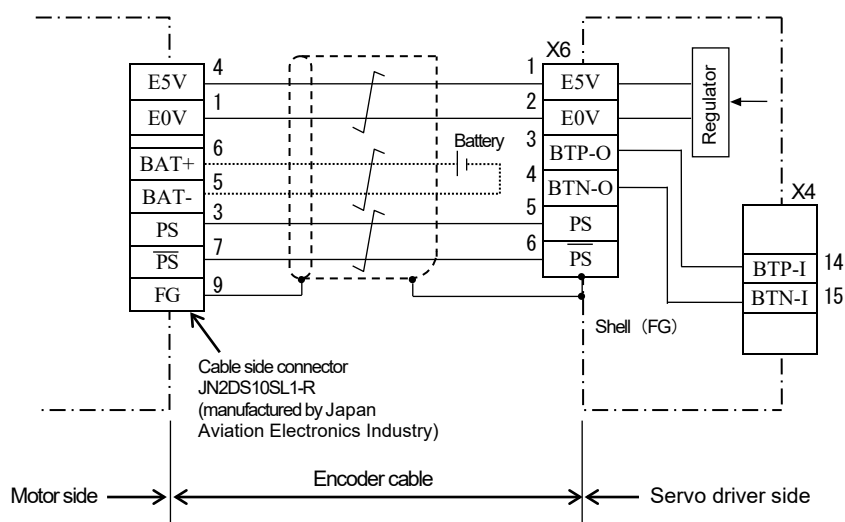 X6
4 1
E5V E5V
1 2
E0V E0V
Regulator
6 Battery 3
BAT+ BTP-O
5 4
BAT- BTN-O
X4
3 5
PS PS
7 6
PS PS
BTP-I 14
9
FG
BTN-I 15
Shell (FG)
Cable side connector
JN2DS10SL1-R
(manufactured by Japan
Aviation Electronics Industry)
Motor side
Encoder cable
Servo driver side